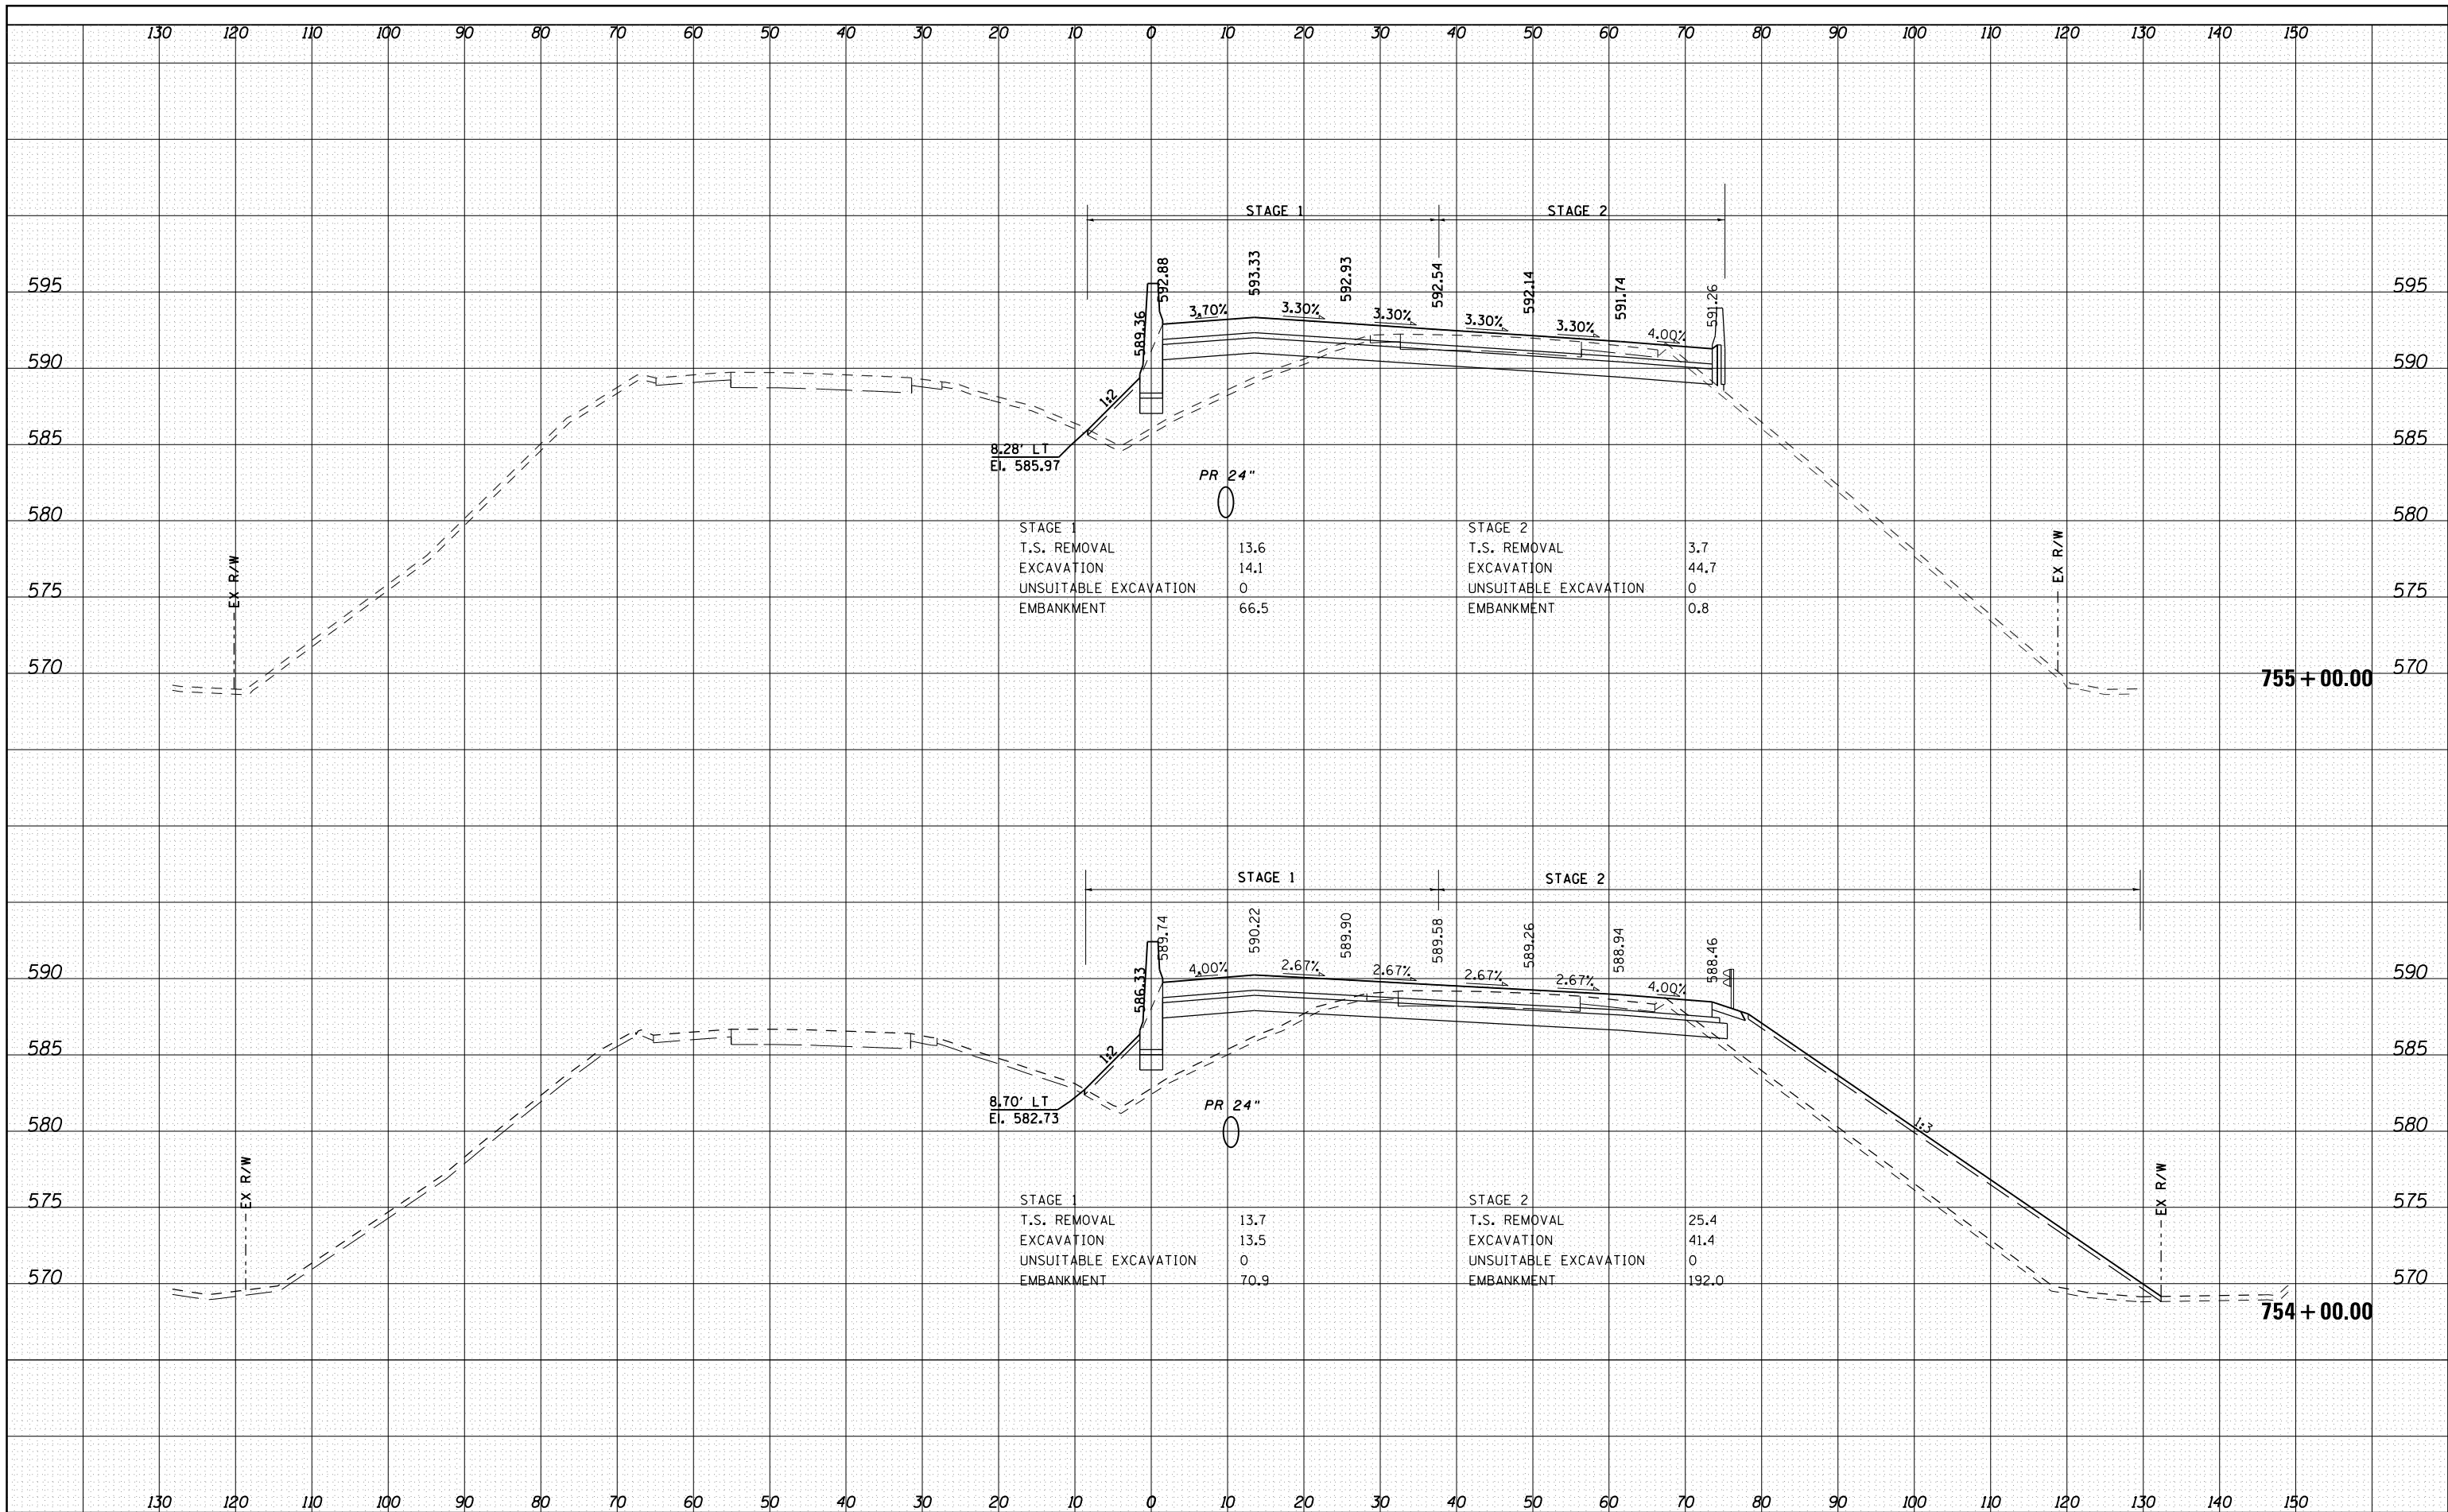 130 120 110 100 90 80 70 60 50 40 30 20 10 0 10 20 30 40 50 60 70 80 90 100 110 120 130 140 150
STAGE 1 STAGE 2
592.88 593.33 592.93 592.54 592.14 591.74 591.26
589.36
595 595
3.70% 3.30% 3.30% 3.30% 3.30% 4.00%
590 590
1:2
585 585
8.28' LT
El. 585.97
PR 24"
580 580
STAGE 1 STAGE 2
T.S. REMOVAL 13.6 T.S. REMOVAL 3.7
EXCAVATION 14.1 EXCAVATION 44.7
UNSUITABLE EXCAVATION 0 UNSUITABLE EXCAVATION 0
EMBANKMENT 66.5 EMBANKMENT 0.8
EX R/W EX R/W
575 575
570 570
755+00.00
STAGE 1 STAGE 2
589.74 590.22 589.90 589.58 589.26 588.94 588.46
586.33
590 590
4.00% 2.67% 2.67% 2.67% 2.67% 4.00%
585 585
1:2
8.70' LT
El. 582.73
PR 24"
580 580
1:3
EX R/W EX R/W
575 575
STAGE 1 STAGE 2
T.S. REMOVAL 13.7 T.S. REMOVAL 25.4
EXCAVATION 13.5 EXCAVATION 41.4
UNSUITABLE EXCAVATION 0 UNSUITABLE EXCAVATION 0
EMBANKMENT 70.9 EMBANKMENT 192.0
570 570
754+00.00
130 120 110 100 90 80 70 60 50 40 30 20 10 0 10 20 30 40 50 60 70 80 90 100 110 120 130 140 150